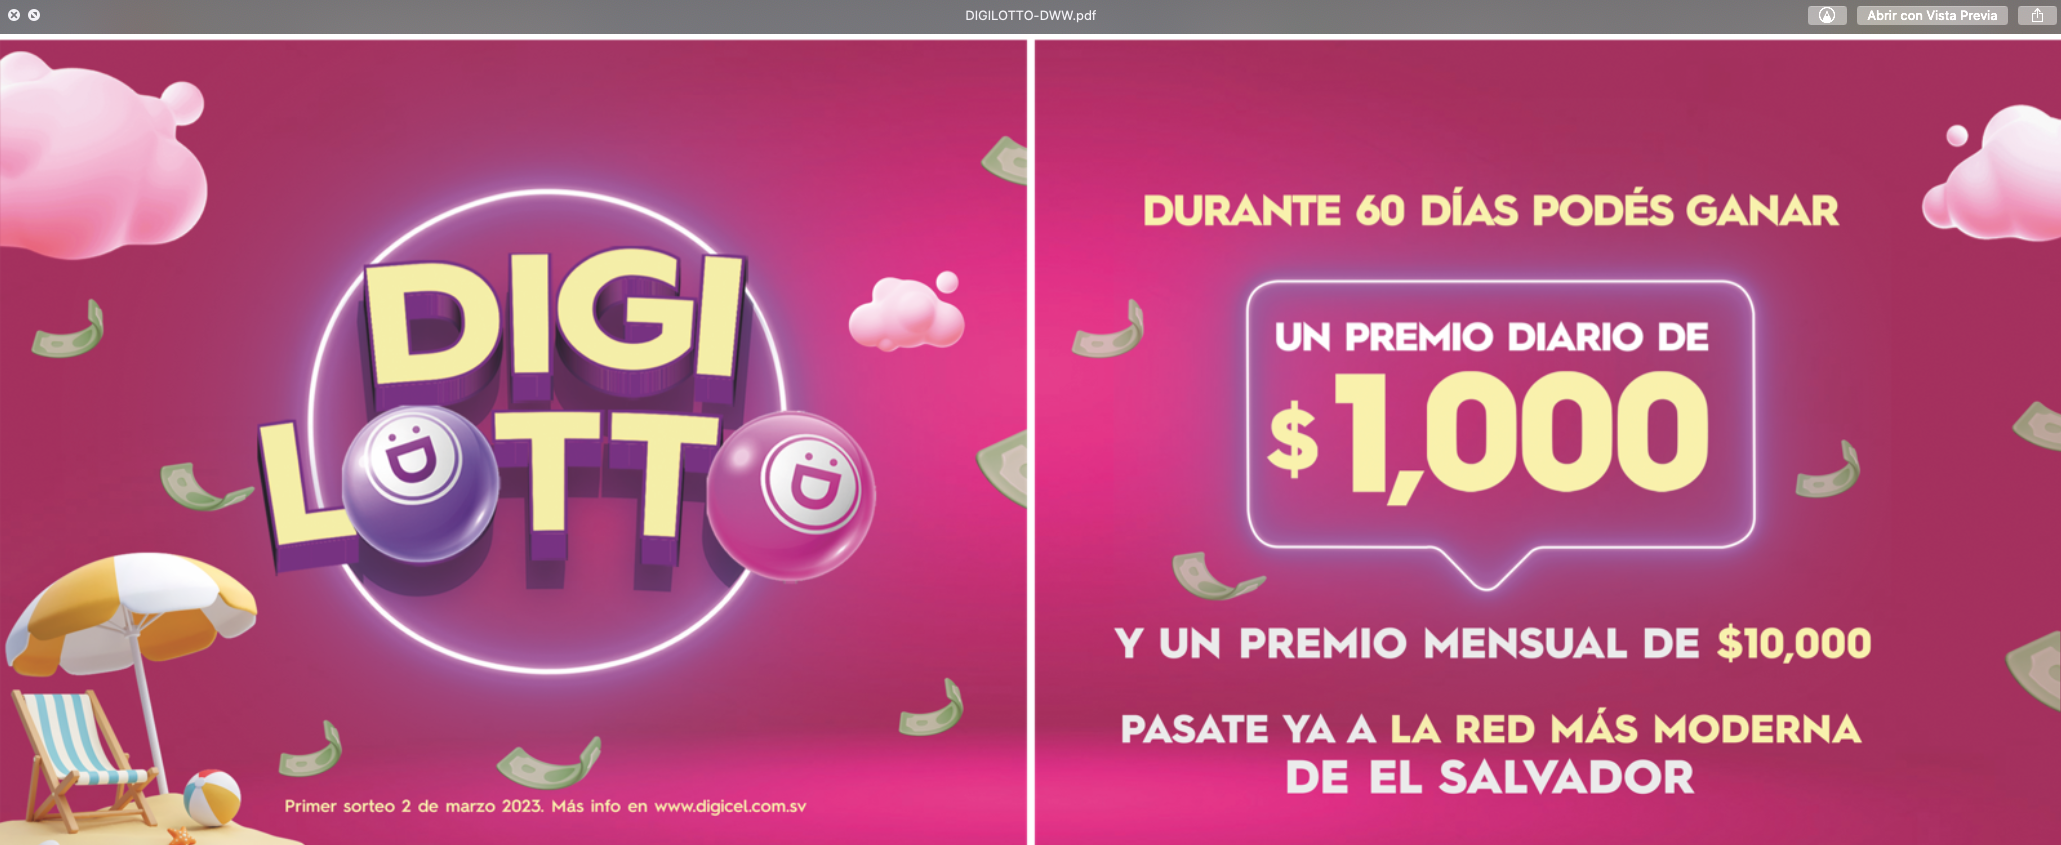 DIGILOTTO-DWW.pdf
Abrir con Vista Previa
DIGI
LOTTO
Primer sorteo 2 de marzo 2023. Más info en www.digicel.com.sv
DURANTE 60 DÍAS PODÉS GANAR
UN PREMIO DIARIO DE
$1,000
Y UN PREMIO MENSUAL DE $10,000
PASATE YA A LA RED MÁS MODERNA
DE EL SALVADOR